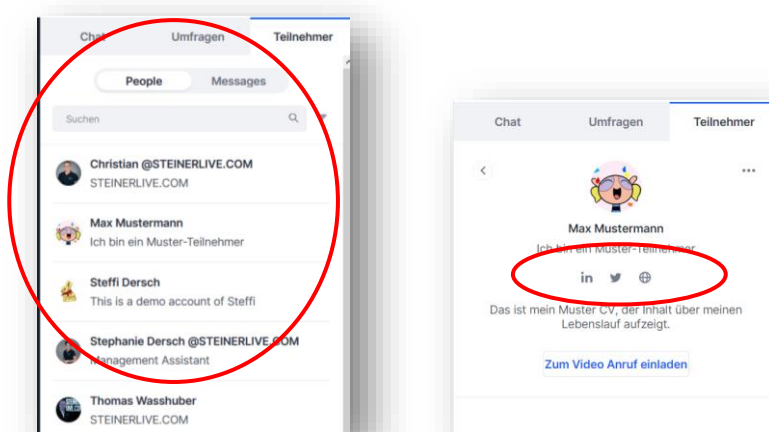 Chat Umfragen Teilnehmer
People Messages
Suchen
Christian @STEINERLIVE.COM
STEINERLIVE.COM
Max Mustermann
Ich bin ein Muster-Teilnehmer
Steffi Dersch
This is a demo account of Steffi
Stephanie Dersch @STEINERLIVE.COM
Management Assistant
Thomas Wasshuber
STEINERLIVE.COM
Chat Umfragen Teilnehmer
Max Mustermann
Ich bin ein Muster-Teilnehmer
in
Das ist mein Muster CV, der Inhalt über meinen
Lebenslauf aufzeigt.
Zum Video Anruf einladen